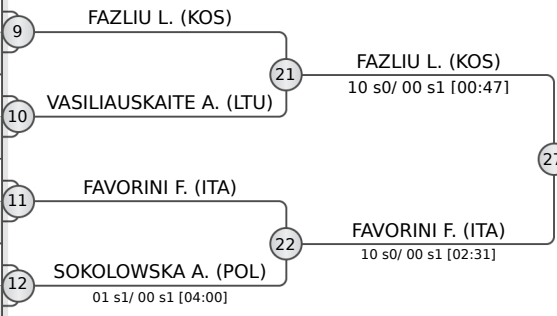 FAZLIU L. (KOS)
9
21
FAZLIU L. (KOS)
10 s0/ 00 s1 [00:47]
10
VASILIAUSKAITE A. (LTU)
27
11
FAVORINI F. (ITA)
22
FAVORINI F. (ITA)
10 s0/ 00 s1 [02:31]
12
SOKOLOWSKA A. (POL)
01 s1/ 00 s1 [04:00]